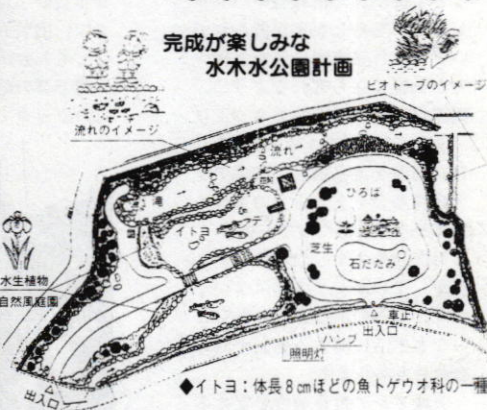 完成が楽しみな
水木水公園計画
ビオトープのイメージ
流れのイメージ
流れ
滝
ひろば
イトヨ
芝生
石だたみ
水生植物
自然風庭園
車止
出入口
ハンプ
照明灯
出入口
◆イトヨ：体長8cmほどの魚トゲウオ科の一種